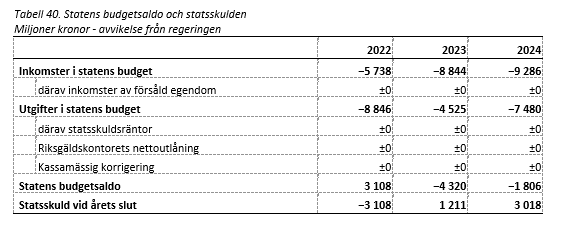 Tabell 40. Statens budgetsaldo och statsskulden
Miljoner kronor - avvikelse från regeringen
2022 2023 2024
Inkomster i statens budget −5 738 −8 844 −9 286
därav inkomster av försåld egendom ±0 ±0 ±0
Utgifter i statens budget −8 846 −4 525 −7 480
därav statsskuldsräntor ±0 ±0 ±0
Riksgäldskontorets nettoutlåning ±0 ±0 ±0
Kassamässig korrigering ±0 ±0 ±0
Statens budgetsaldo 3 108 −4 320 −1 806
Statsskuld vid årets slut −3 108 1 211 3 018